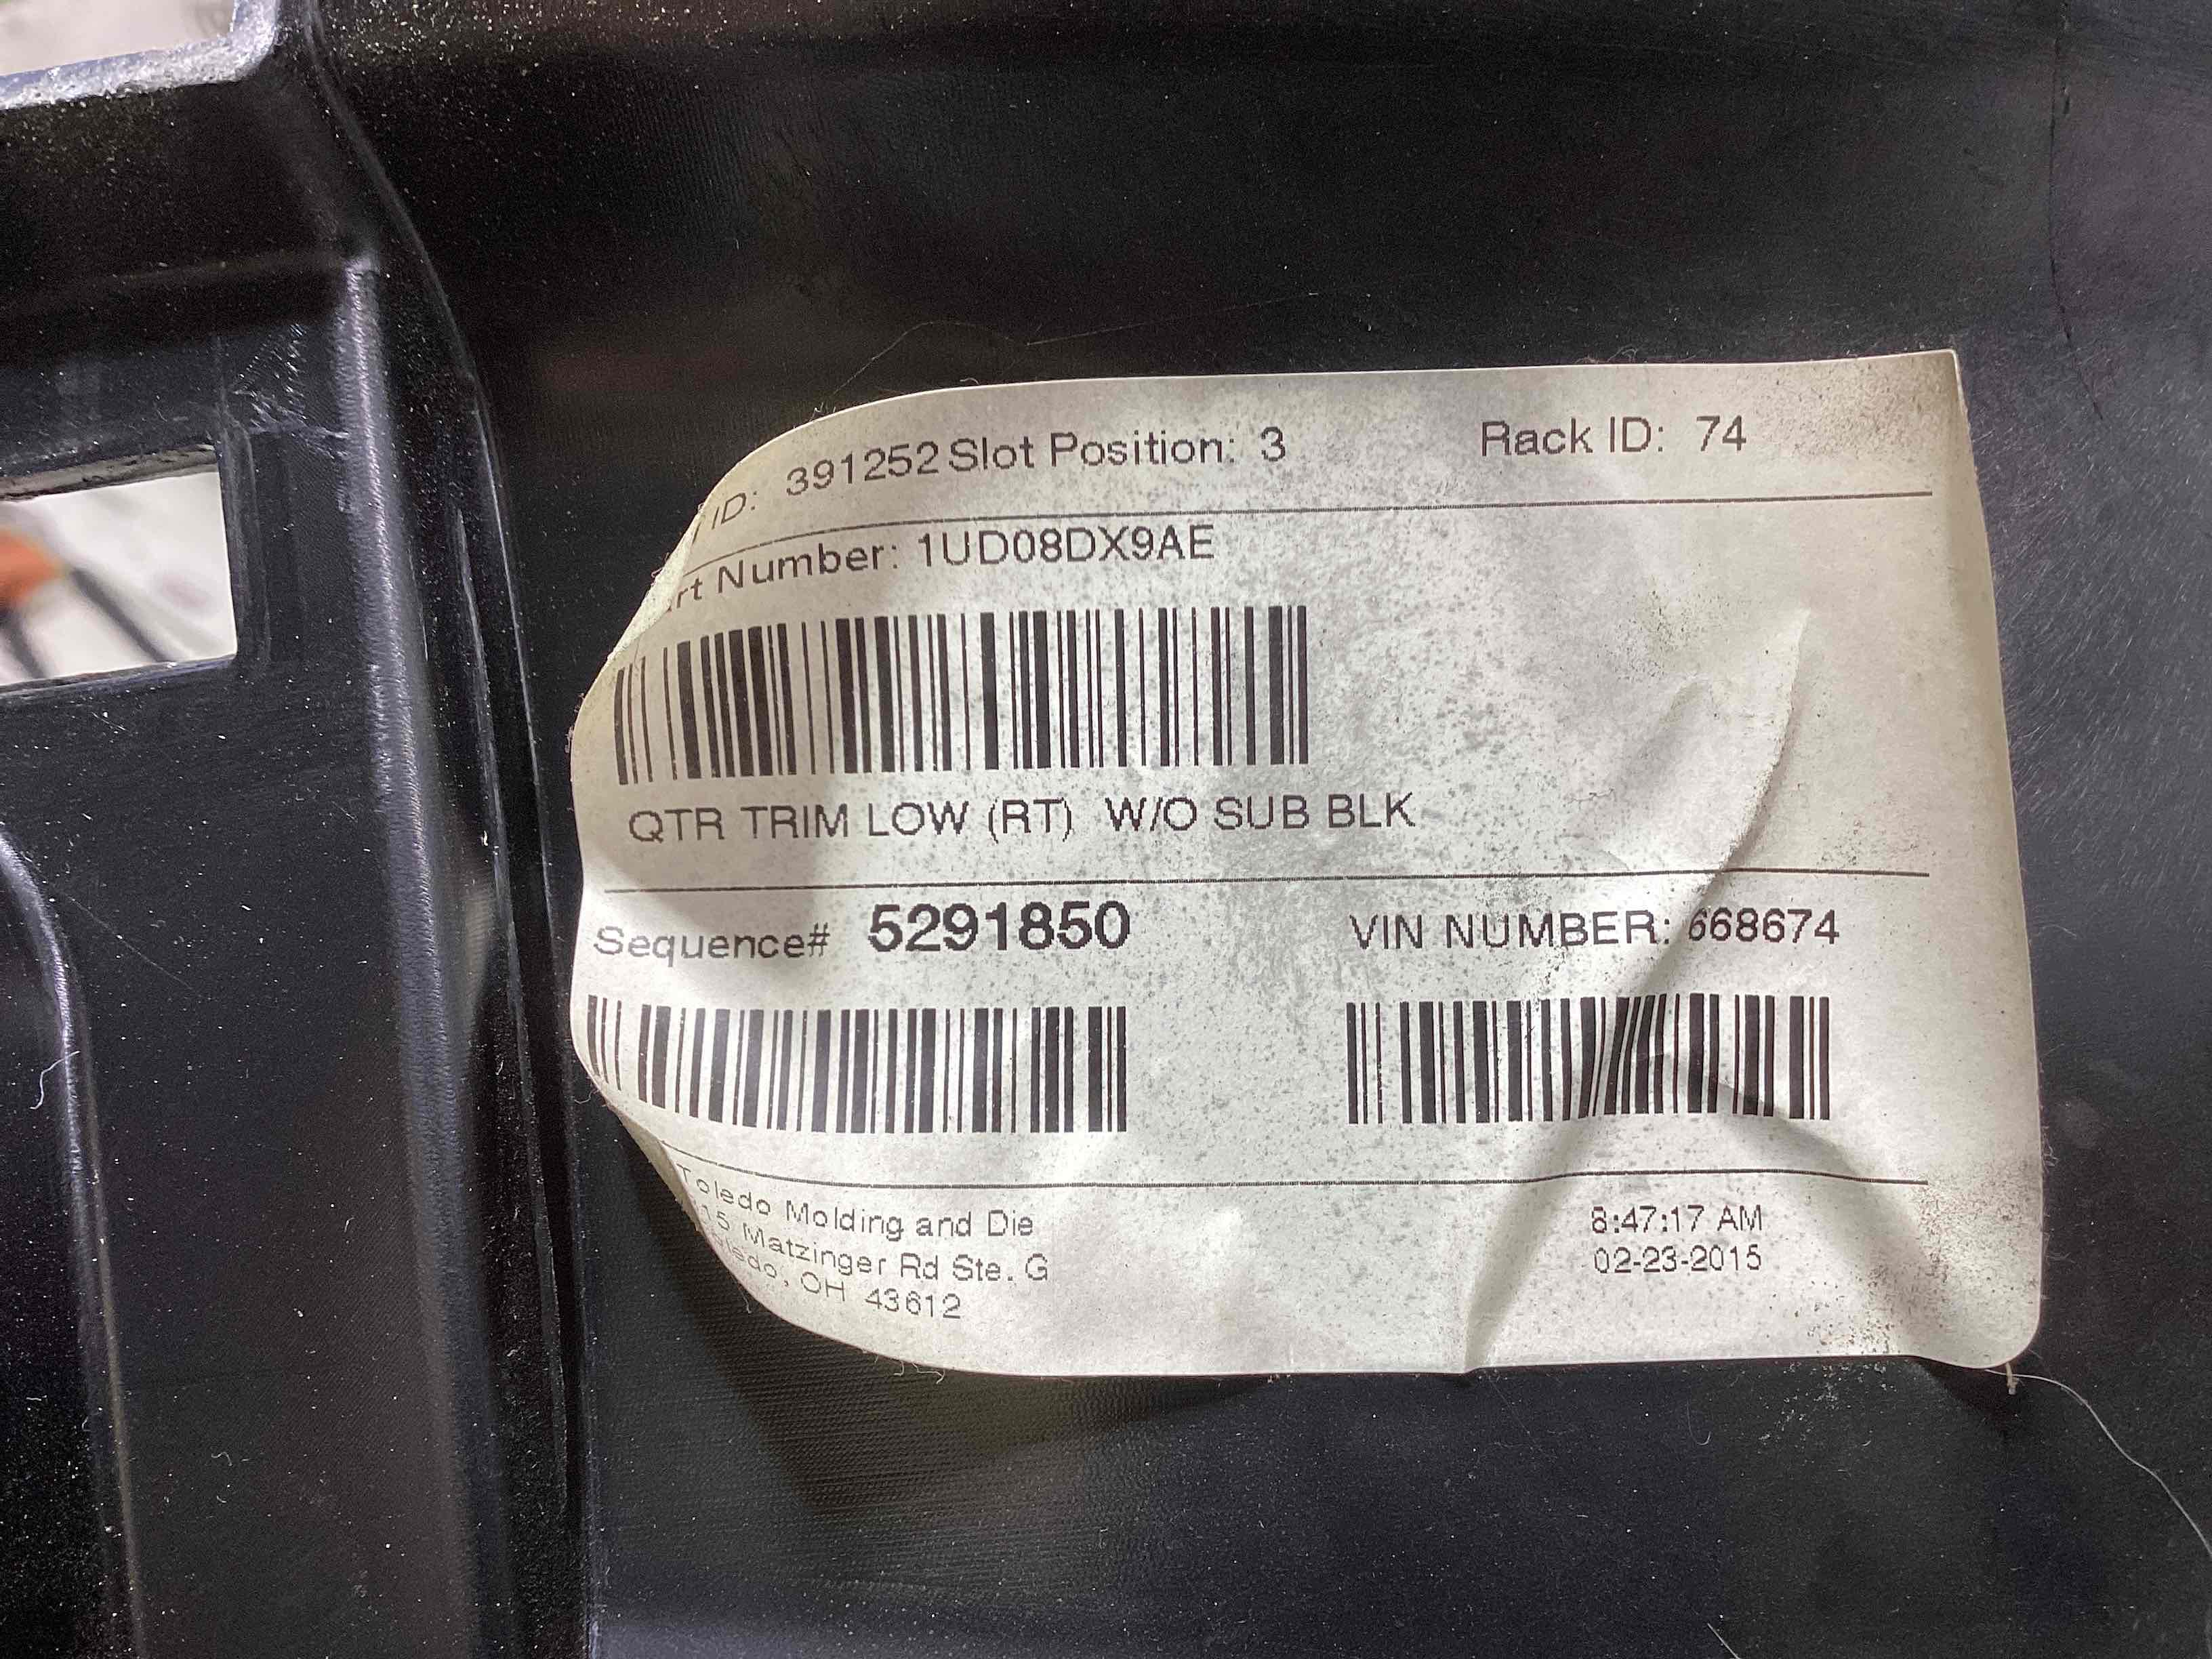 ID: 391252 Slot Position: 3 Rack ID: 74
Number: 1UD08DX9AE
QTR TRIM LOW (RT) W/O SUB BLK
Sequence# 5291850 VIN NUMBER: 668674
Toledo Molding and Die
Matzinger Rd Ste. G
OH 43612
8:47:17 AM
02-23-2015